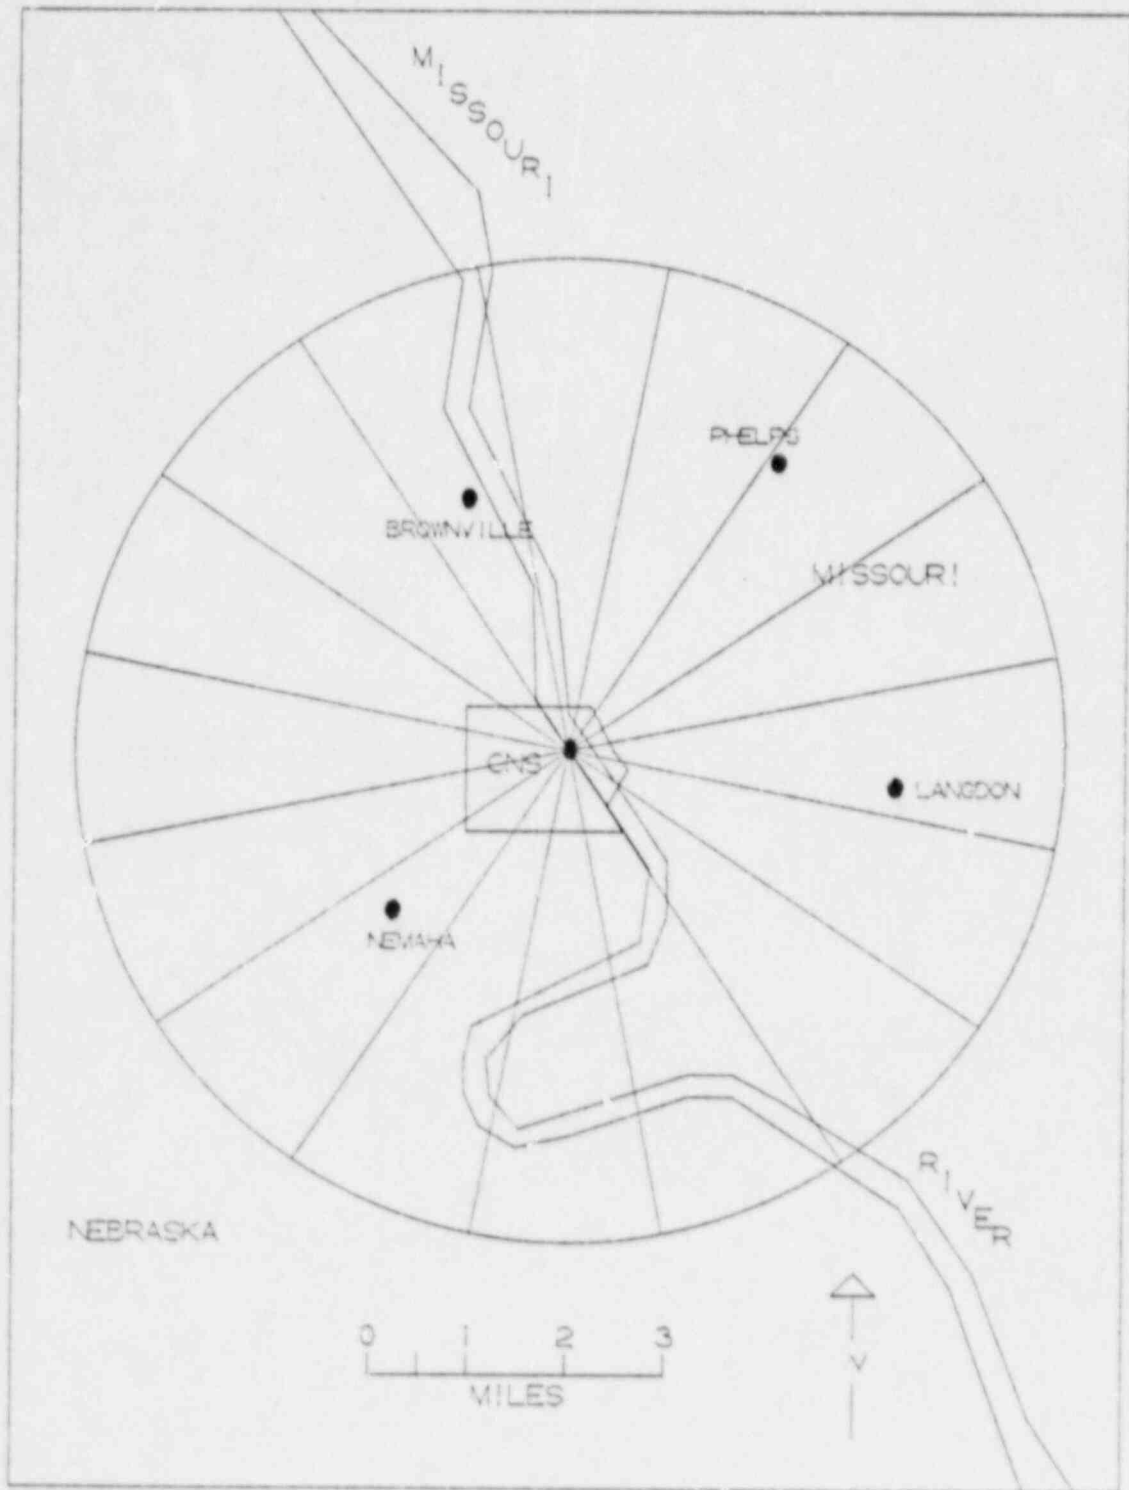 MISSOURI
PHELPS
BROWNVILLE
MISSOURI
CNS
LANGDON
NEMAHA
RIVER
NEBRASKA
0 1 2 3
MILES
N